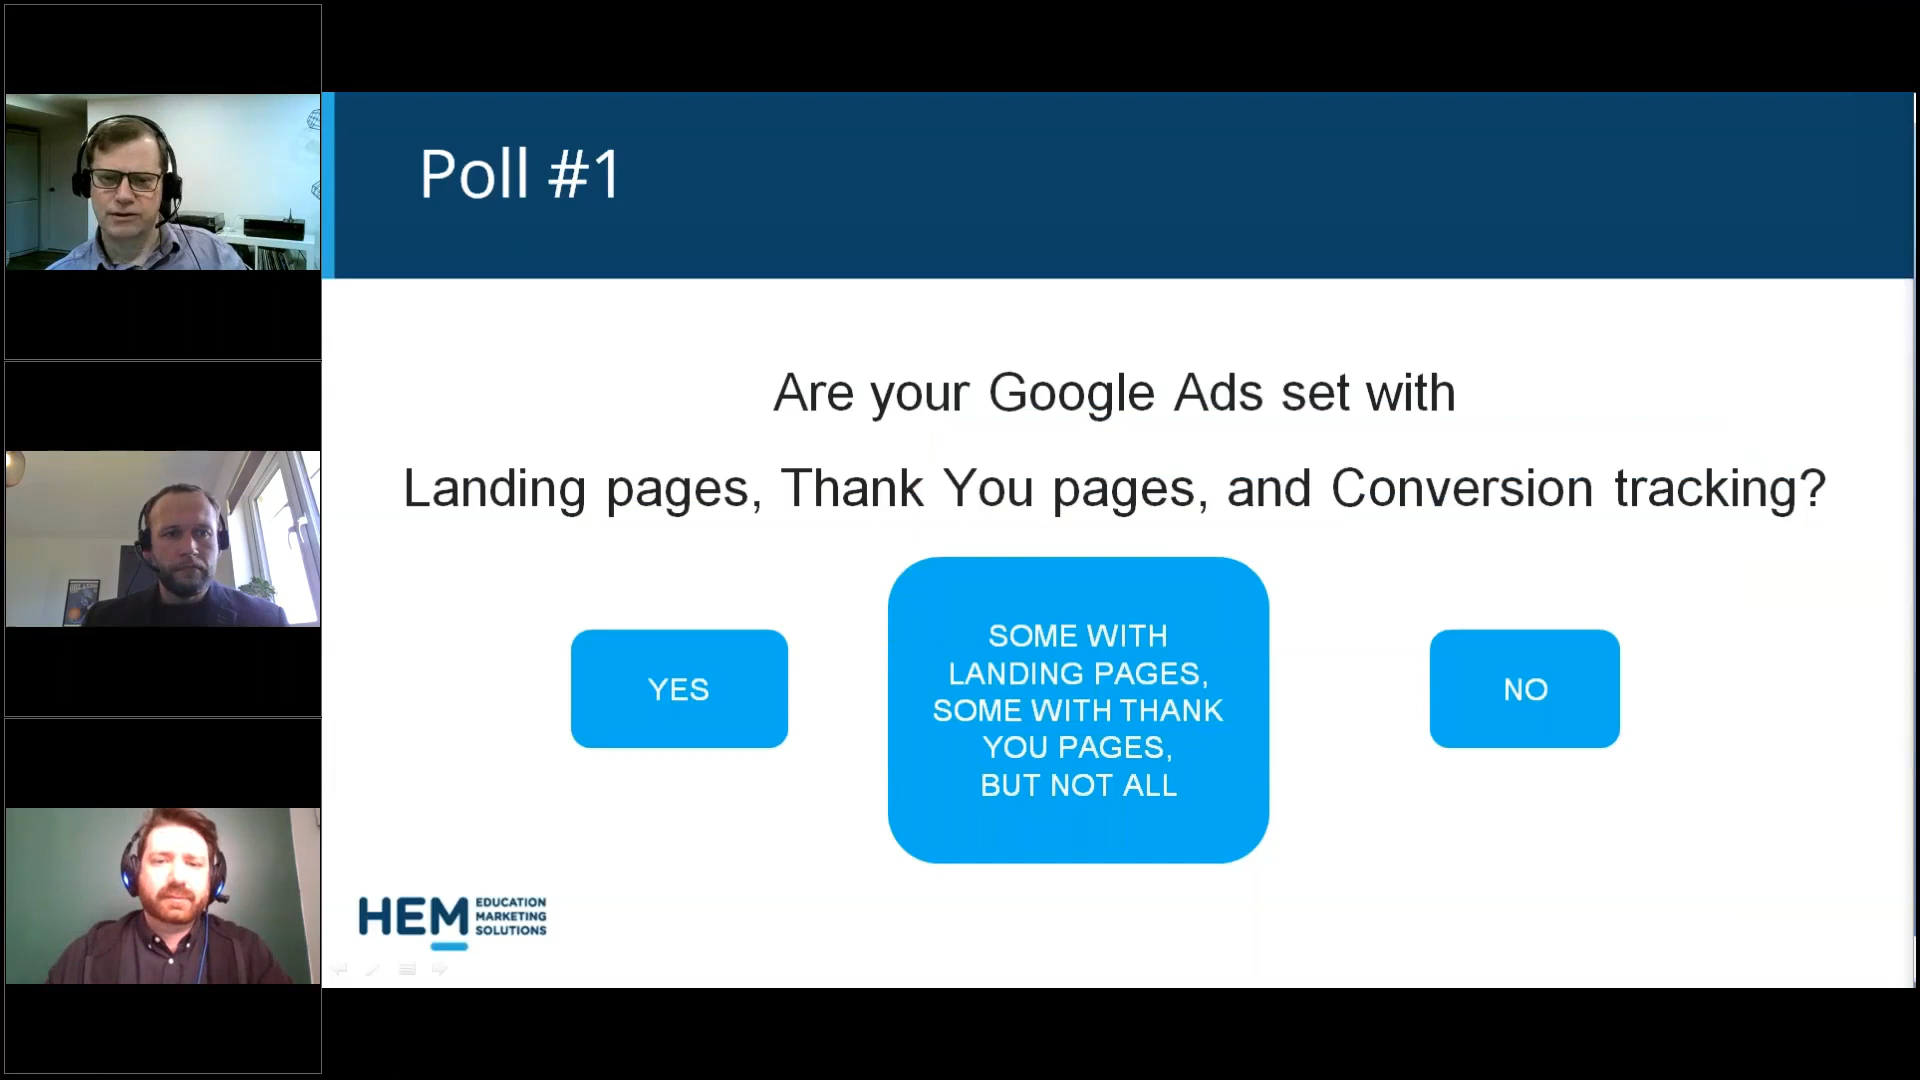 Poll #1
Are your Google Ads set with
Landing pages, Thank You pages, and Conversion tracking?
YES
SOME WITH
LANDING PAGES,
SOME WITH THANK
YOU PAGES,
BUT NOT ALL
NO
HEM EDUCATION
MARKETING
SOLUTIONS